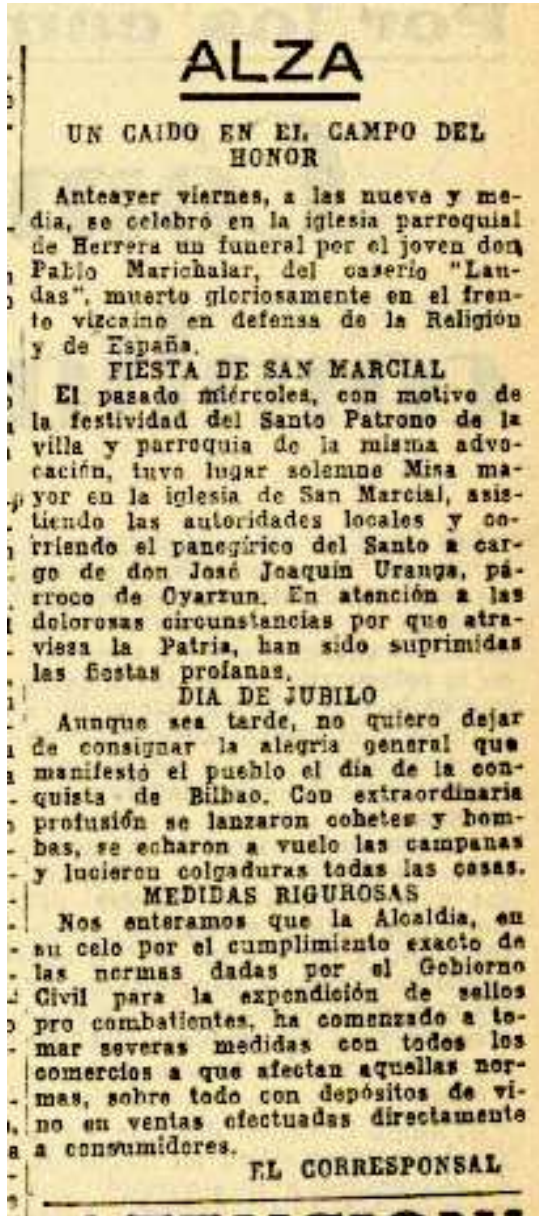 ALZA
UN CAIDO EN EL CAMPO DEL
HONOR
Anteayer viernes, a las nueve y me-
dia, se celebró en la iglesia parroquial
de Herrera un funeral por el joven don
Pablo Marichalar, del caserío "Lan-
das", muerto gloriosamente en el fren-
te vizcaino en defensa de la Religión
y de España.
FIESTA DE SAN MARCIAL
El pasado miércoles, con motivo de
la festividad del Santo Patrono de la
villa y parroquia de la misma advo-
cación, tuvo lugar solemne Misa ma-
yor en la iglesia de San Marcial, asis-
tiendo las autoridades locales y co-
rriendo el panegírico del Santo a car-
go de don José Joaquín Uranga, pá-
rroco de Oyarzun. En atención a las
dolorosas circunstancias por que atra-
viesa la Patria, han sido suprimidas
las fiestas profanas.
DIA DE JUBILO
Aunque sea tarde, no quiero dejar
de consignar la alegría general que
manifestó el pueblo el día de la con-
quista de Bilbao. Con extraordinaria
profusión se lanzaron cohetes y bom-
bas, se echaron a vuelo las campanas
y lucieron colgaduras todas las casas.
MEDIDAS RIGUROSAS
Nos enteramos que la Alcaldía, en
su celo por el cumplimiento exacto de
las normas dadas por el Gobierno
Civil para la expendición de sellos
pro combatientes, ha comenzado a to-
mar severas medidas con todos los
comercios a que afectan aquellas nor-
mas, sobre todo con depósitos de vi-
no en ventas efectuadas directamente
a consumidores.
EL CORRESPONSAL